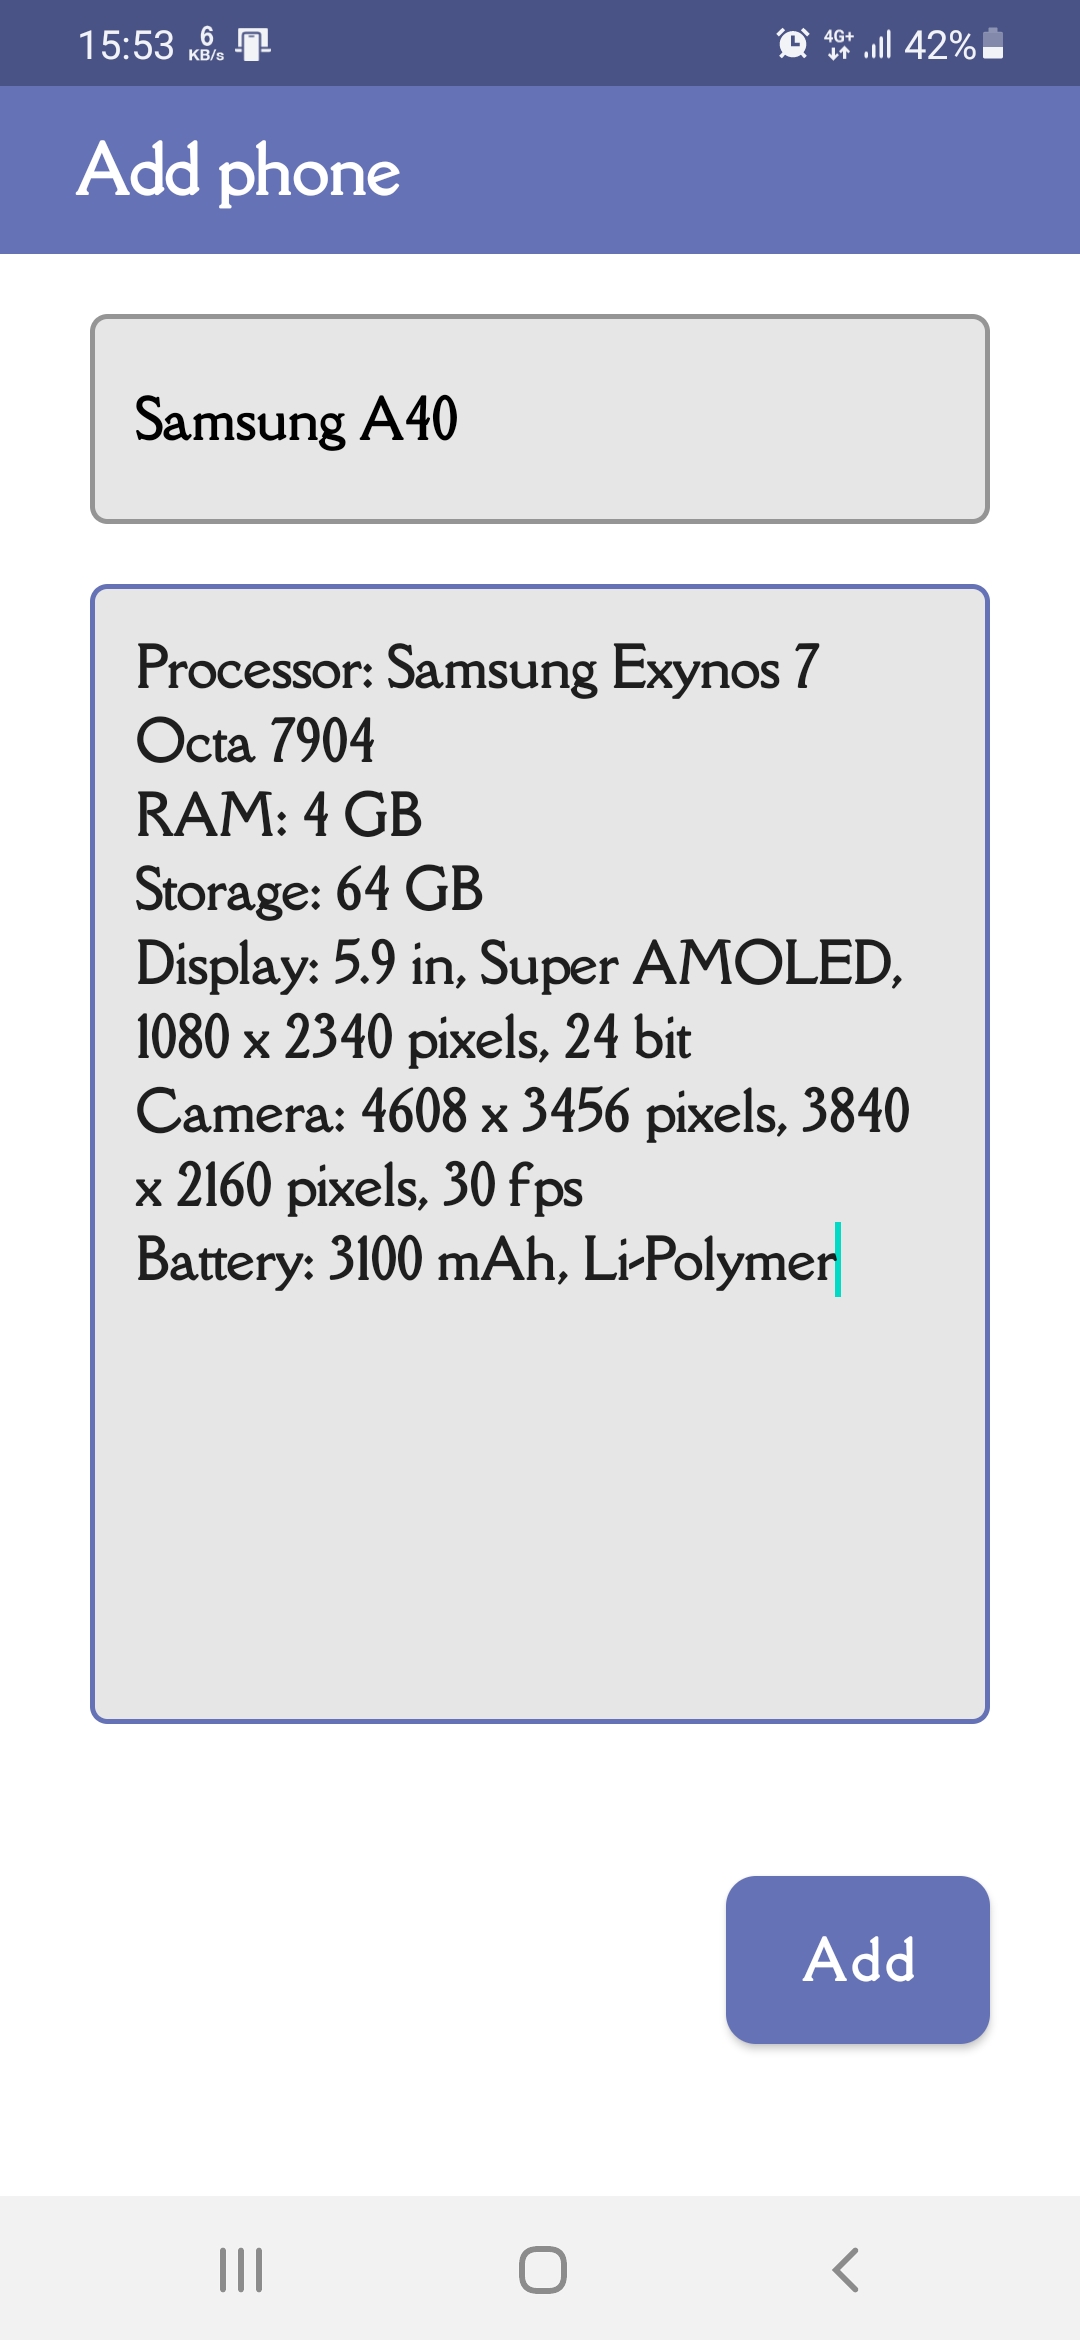 15:53 6 KB/s 4G+ 42%
Add phone
Samsung A40
Processor: Samsung Exynos 7
Octa 7904
RAM: 4 GB
Storage: 64 GB
Display: 5.9 in, Super AMOLED,
1080 x 2340 pixels, 24 bit
Camera: 4608 x 3456 pixels, 3840
x 2160 pixels, 30 fps
Battery: 3100 mAh, Li-Polymer
Add